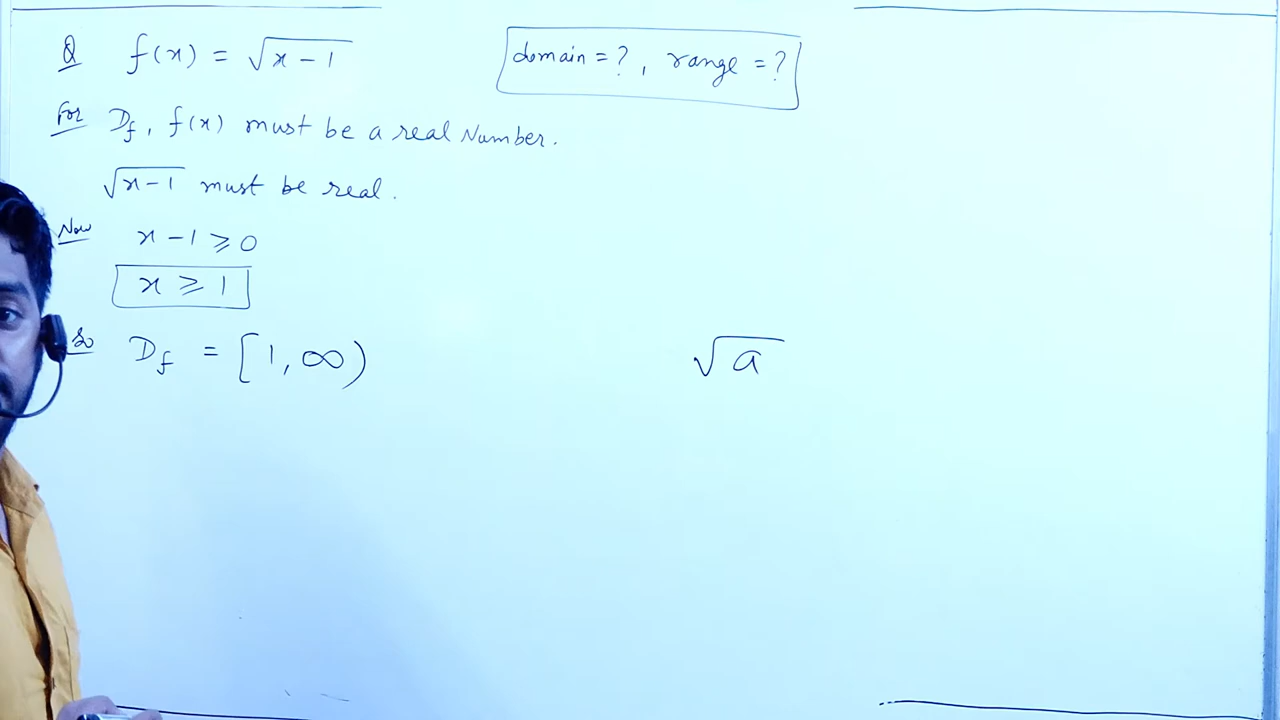 Q f(x) = √x-1 domain = ?, range = ?
For Df, f(x) must be a real Number.
√x-1 must be real.
Now x-1 ⩾ 0
x ⩾ 1
So Df = [1, ∞)
√a